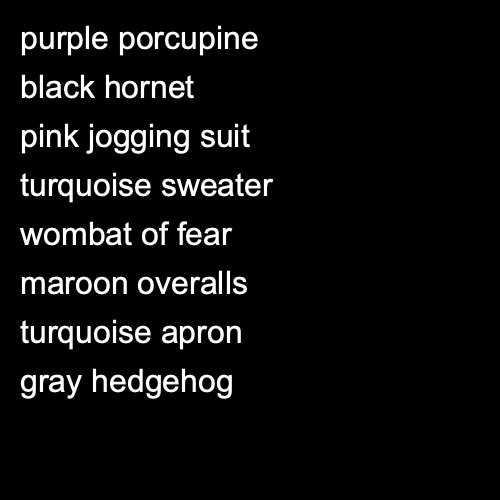 purple porcupine
black hornet
pink jogging suit
turquoise sweater
wombat of fear
maroon overalls
turquoise apron
gray hedgehog